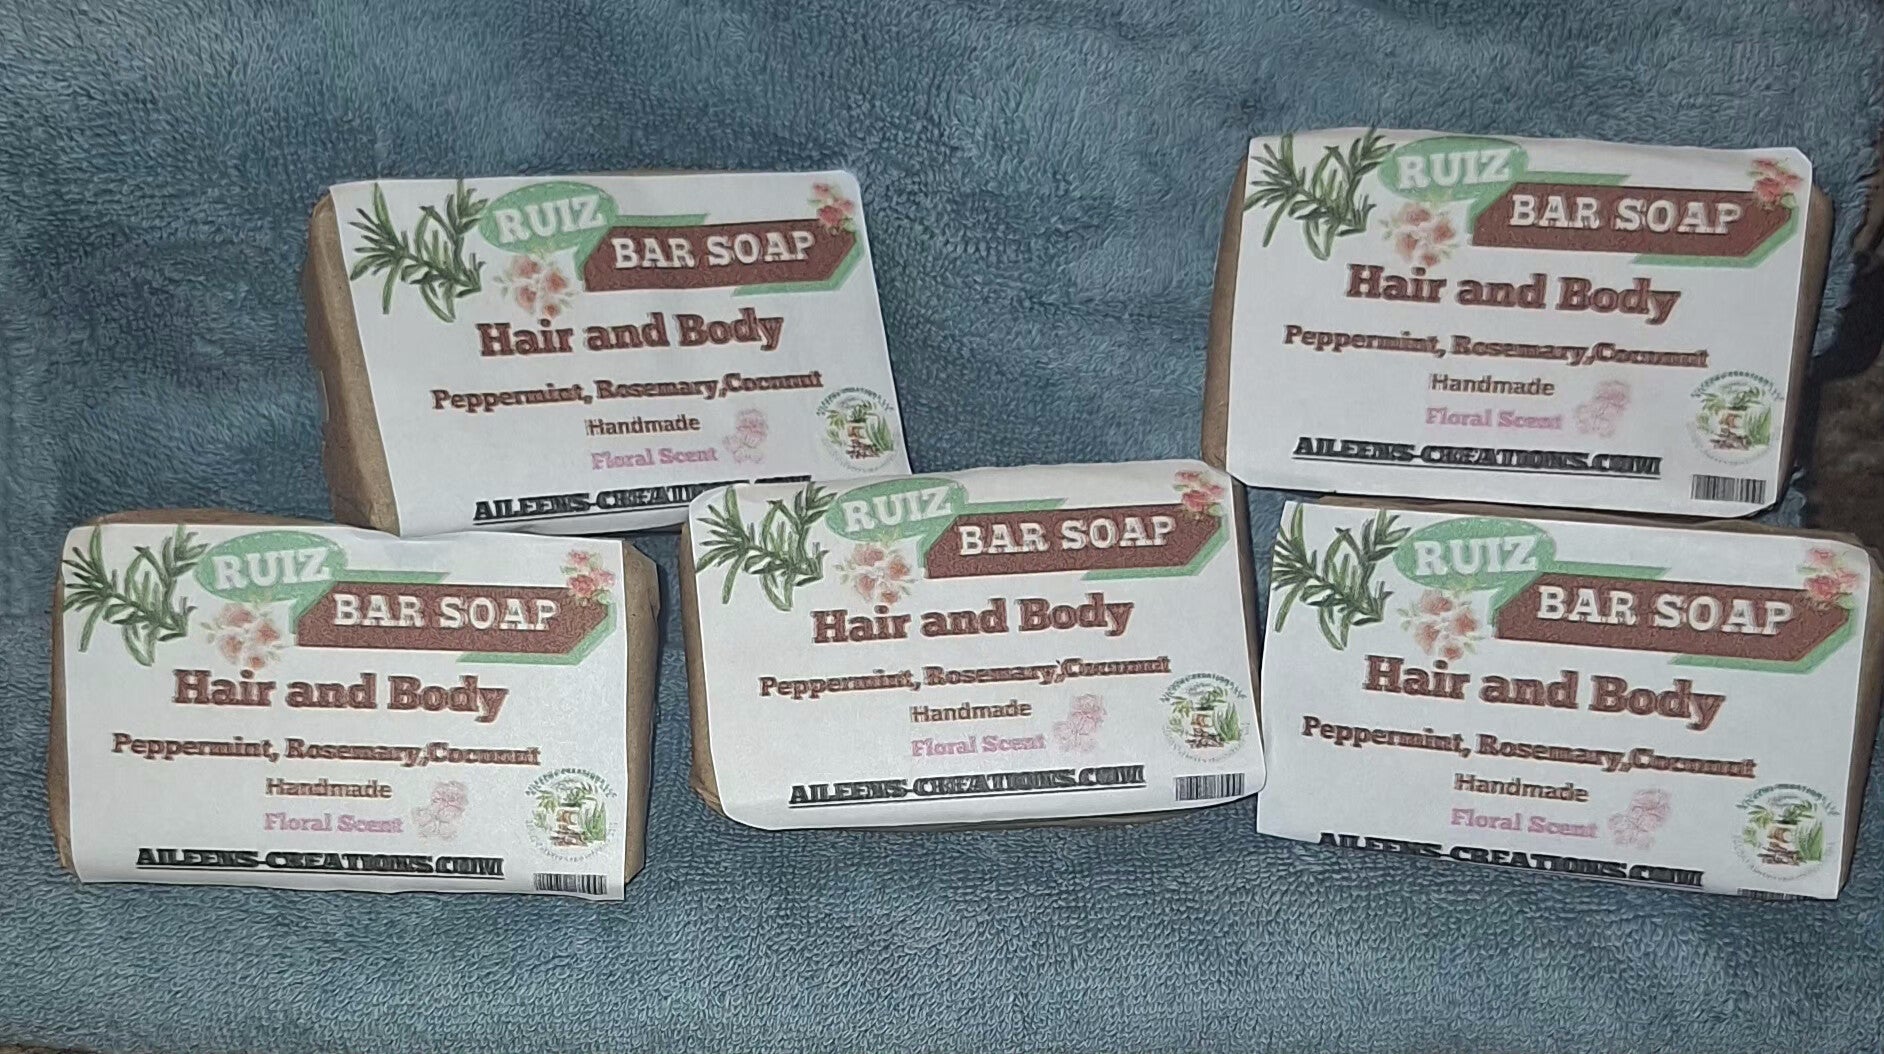 RUIZ
BAR SOAP
Hair and Body
Peppermint, Rosemary,Coconut
Handmade
Floral Scent
RUIZ
BAR SOAP
Hair and Body
Peppermint, Rosemary,Coconut
Handmade
Floral Scent
AILEENS-CREATIONS.COM
RUIZ
BAR SOAP
Hair and Body
Peppermint, Rosemary,Coconut
Handmade
Floral Scent
AILEENS-CREATIONS.COM
RUIZ
BAR SOAP
Hair and Body
Peppermint, Rosemary,Coconut
Handmade
Floral Scent
AILEENS-CREATIONS.COM
RUIZ
BAR SOAP
Hair and Body
Peppermint, Rosemary,Coconut
Handmade
Floral Scent
AILEENS-CREATIONS.COM